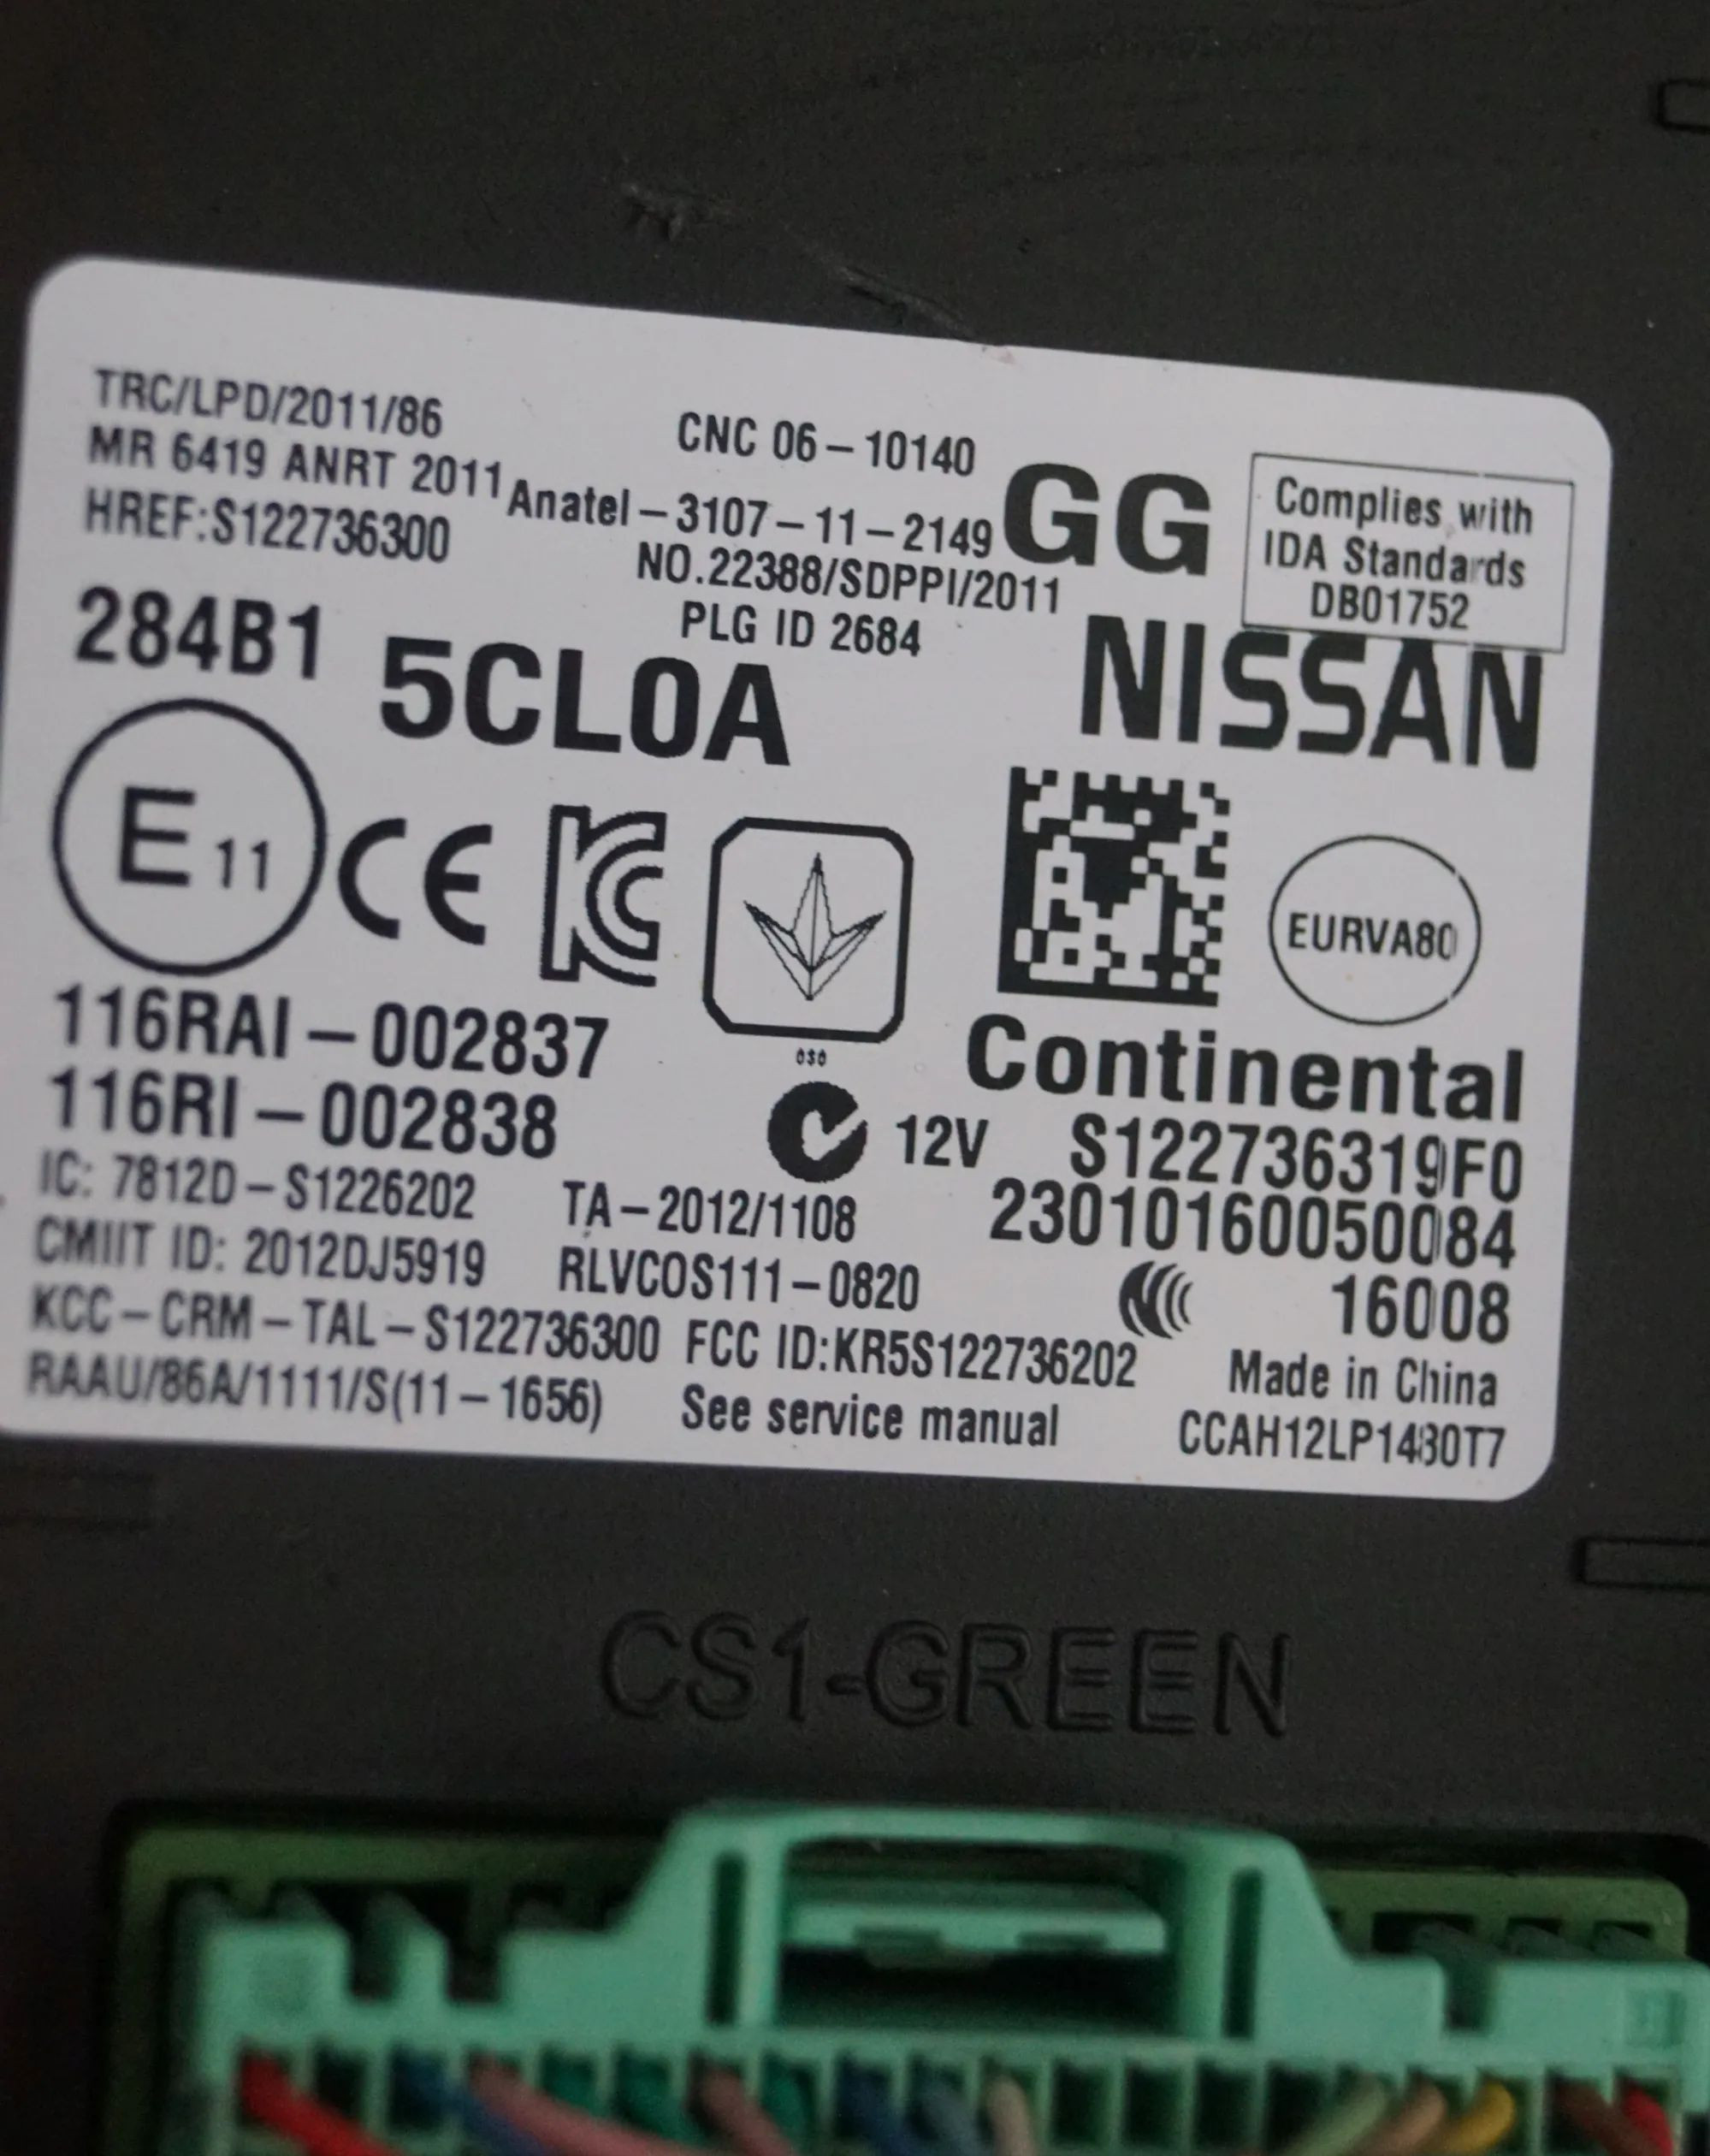 TRC/LPD/2011/86
MR 6419 ANRT 2011
HREF:S122736300
CNC 06-10140
Anatel-3107-11-2149
NO.22388/SDPPI/2011
PLG ID 2684
GG
Complies with
IDA Standards
DB01752
284B1 5CL0A
NISSAN
E 11
CE
KC
EURVA80
116RAI-002837
116RI-002838
Continental
12V S122736319F0
IC: 7812D-S1226202 TA-2012/1108 23010160050084
CMIIT ID: 2012DJ5919 RLVCOS111-0820 16008
KCC-CRM-TAL-S122736300 FCC ID:KR5S122736202 Made in China
RAAU/86A/1111/S(11-1656) See service manual CCAH12LP1480T7
CS1-GREEN